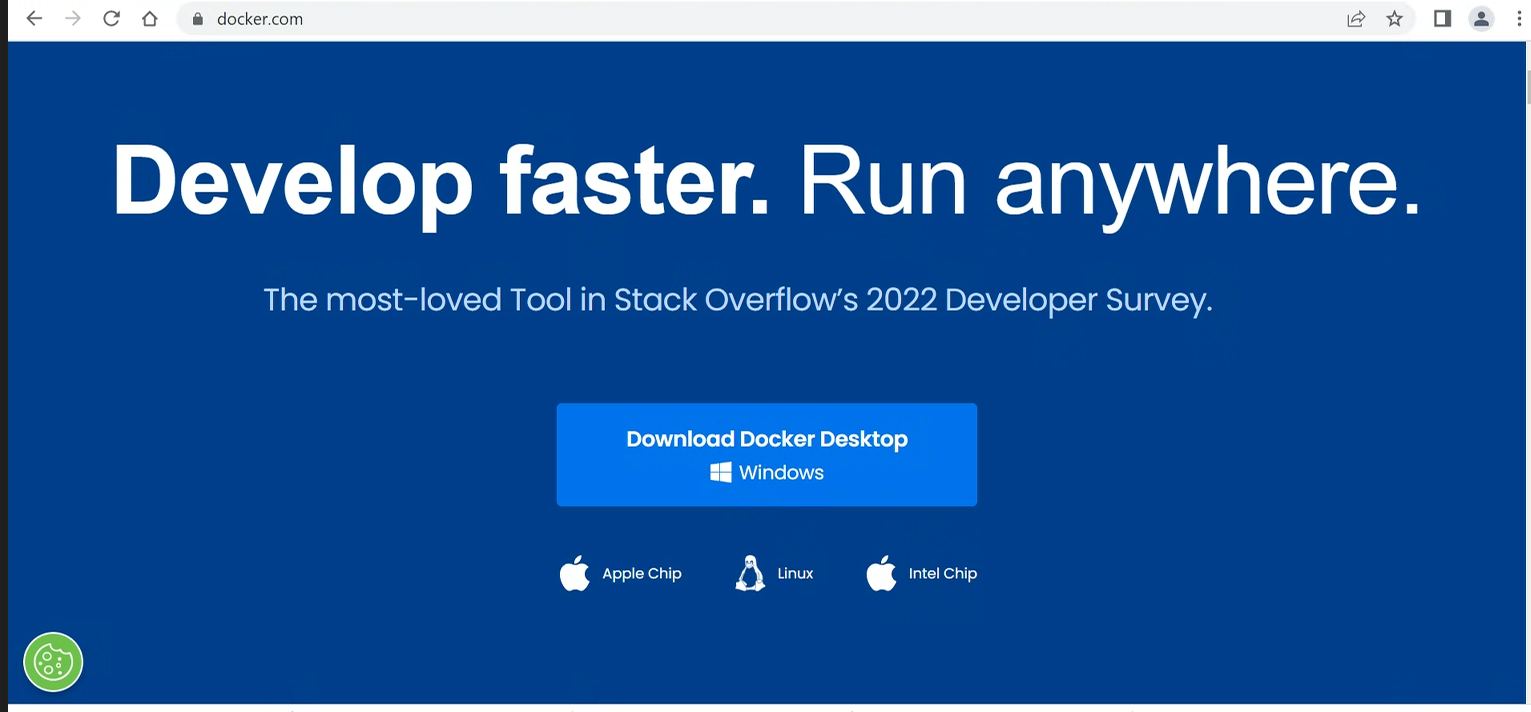 docker.com
Develop faster. Run anywhere.
The most-loved Tool in Stack Overflow’s 2022 Developer Survey.
Download Docker Desktop
Windows
Apple Chip
Linux
Intel Chip